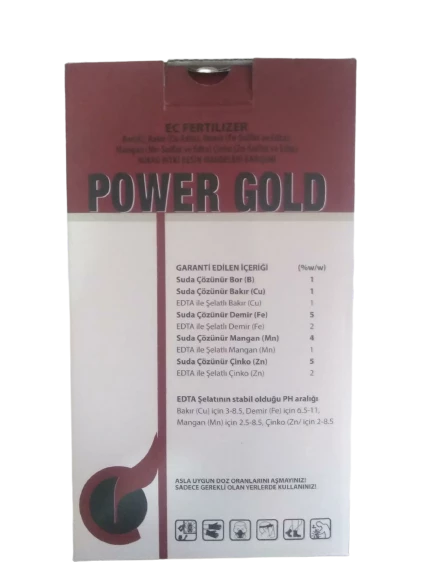 EC FERTILIZER
POWER GOLD
GARANTİ EDİLEN İÇERİĞİ (%w/w)
Suda Çözünür Bor (B) 1
Suda Çözünür Bakır (Cu) 1
EDTA ile Şelatlı Bakır (Cu) 1
Suda Çözünür Demir (Fe) 5
EDTA ile Şelatlı Demir (Fe) 2
Suda Çözünür Mangan (Mn) 4
EDTA ile Şelatlı Mangan (Mn) 1
Suda Çözünür Çinko (Zn) 5
EDTA ile Şelatlı Çinko (Zn) 2
EDTA Şelatının stabil olduğu PH aralığı
Bakır (Cu) için 3-8.5, Demir (Fe) için 6.5-11,
Mangan (Mn) için 2.5-8.5, Çinko (Zn/ için 2-8.5
ASLA UYGUN DOZ ORANLARINI AŞMAYINIZ!
SADECE GEREKLİ OLAN YERLERDE KULLANINIZ!